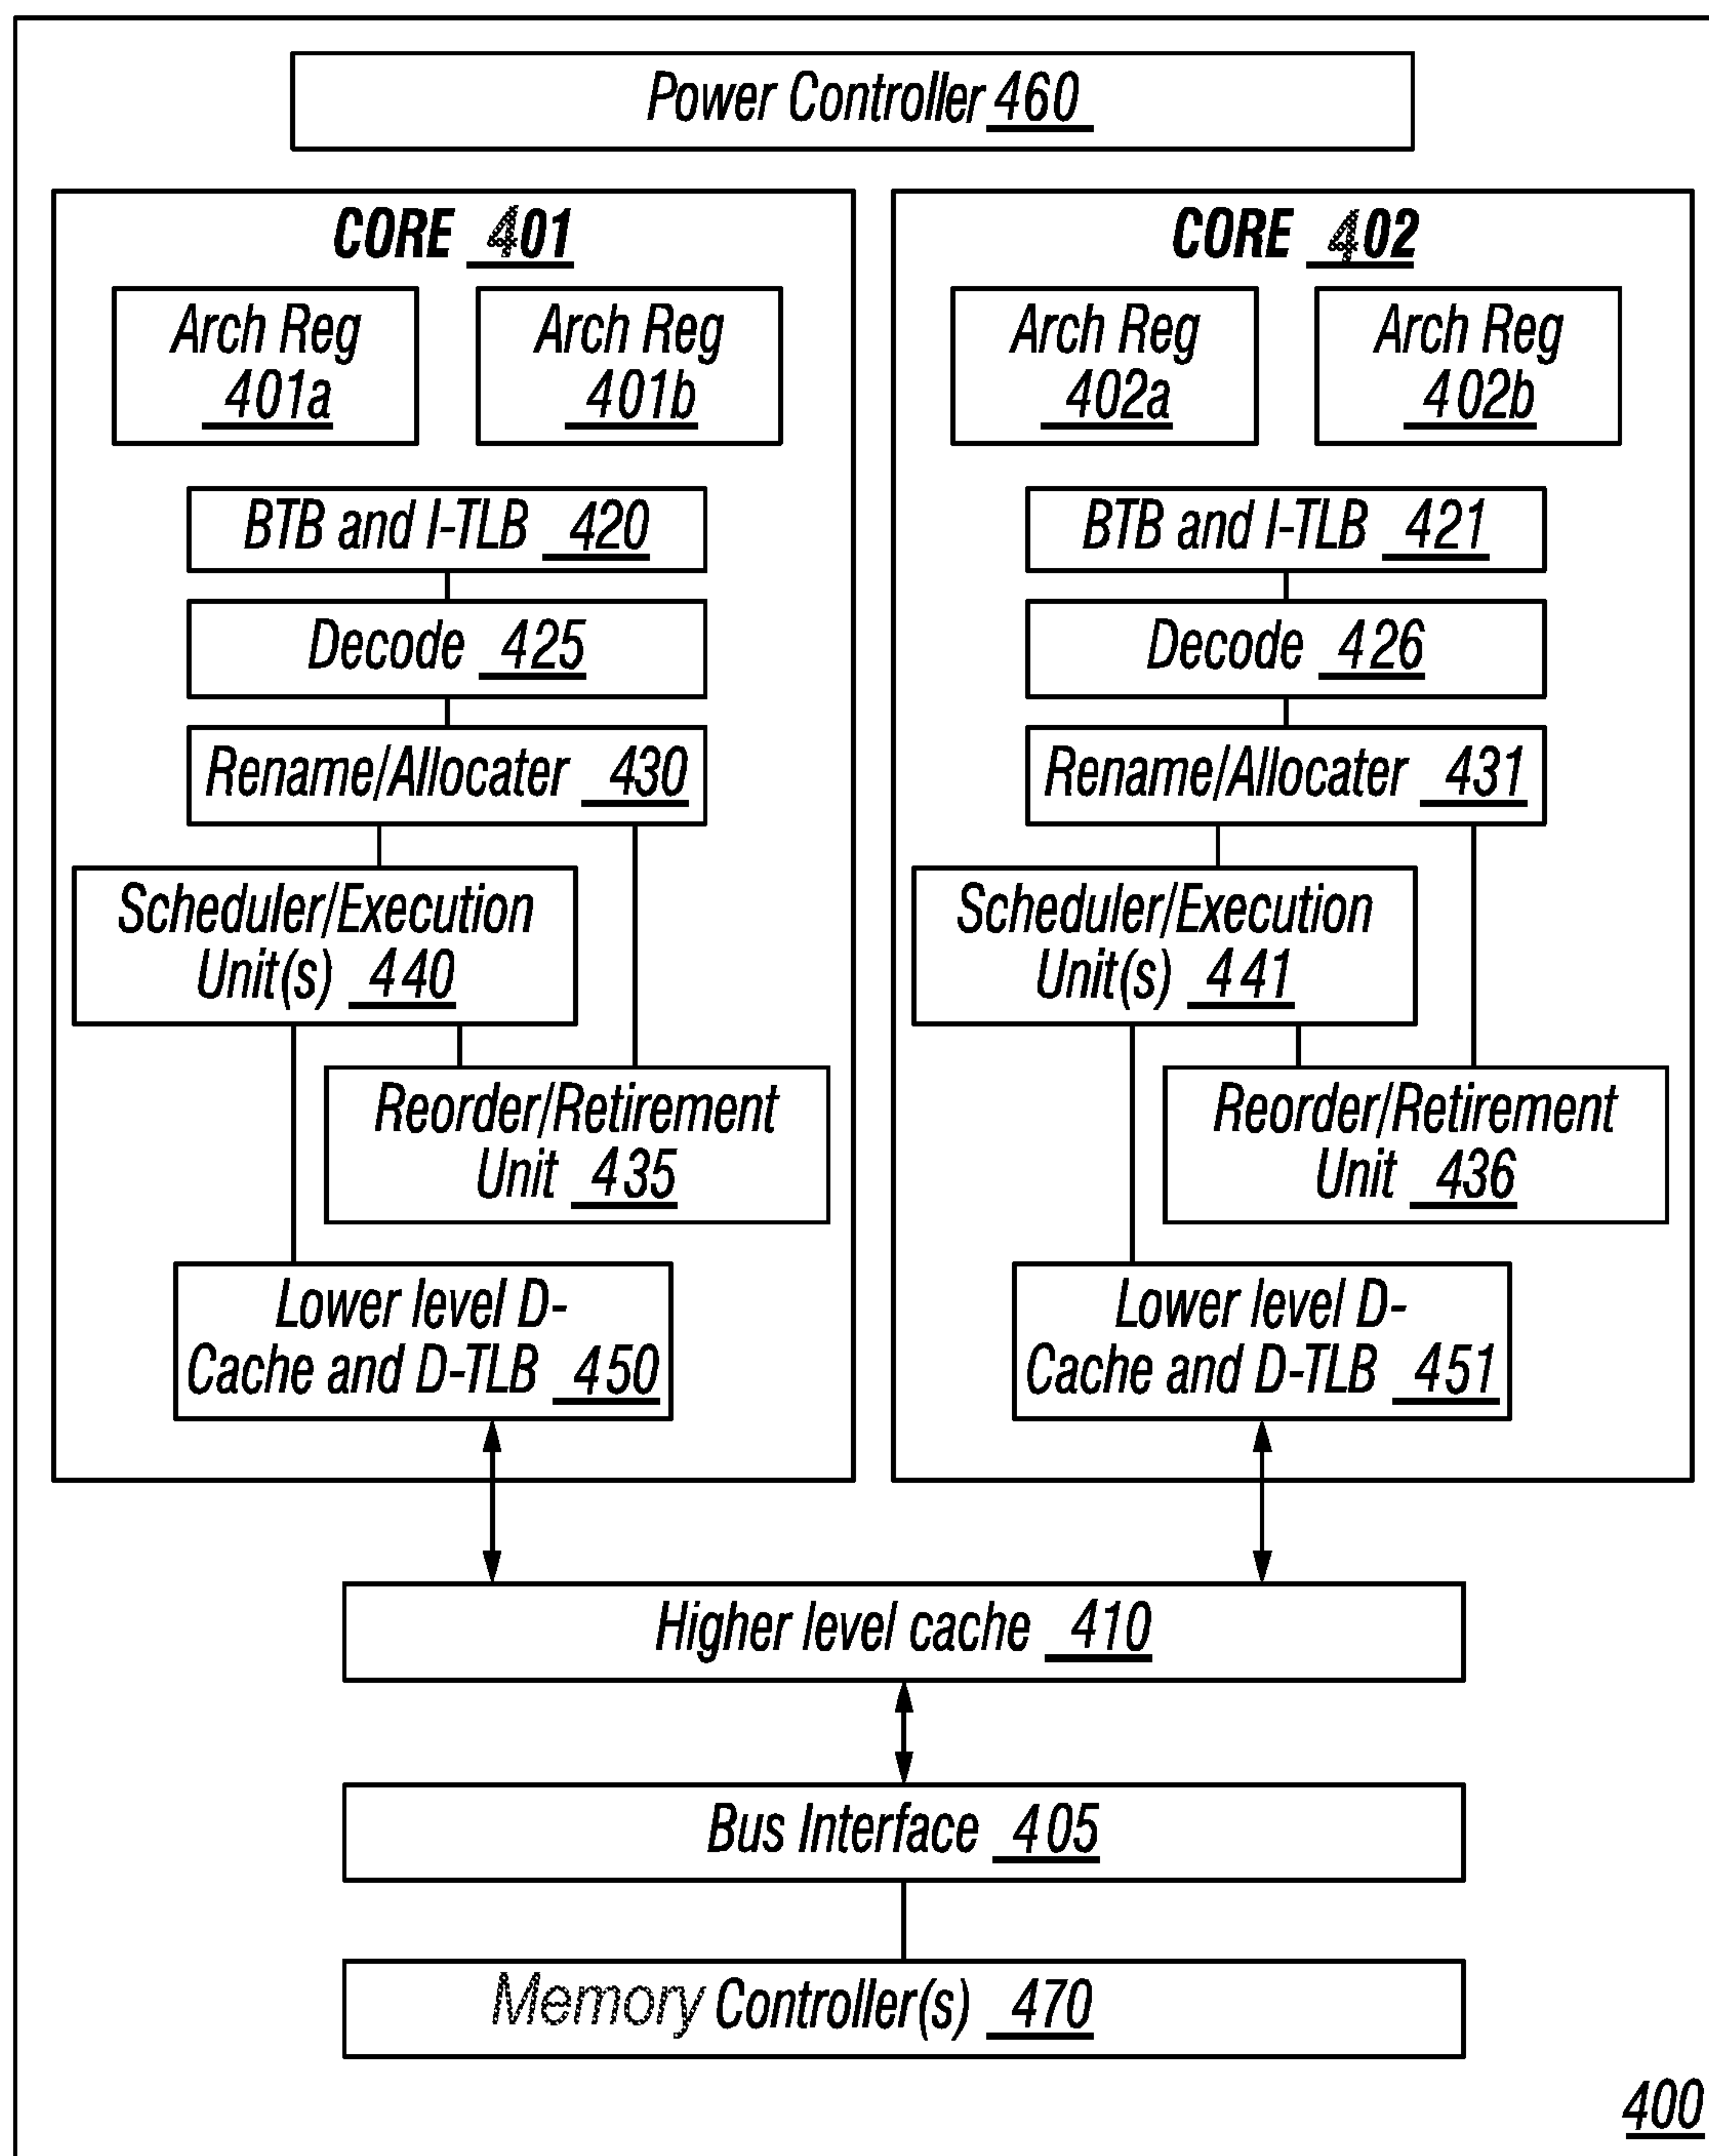 Power Controller 460
CORE 401
Arch Reg
401a
Arch Reg
401b
BTB and I-TLB 420
Decode 425
Rename/Allocater 430
Scheduler/Execution
Unit(s) 440
Reorder/Retirement
Unit 435
Lower level D-
Cache and D-TLB 450
CORE 402
Arch Reg
402a
Arch Reg
402b
BTB and I-TLB 421
Decode 426
Rename/Allocater 431
Scheduler/Execution
Unit(s) 441
Reorder/Retirement
Unit 436
Lower level D-
Cache and D-TLB 451
Higher level cache 410
Bus Interface 405
Memory Controller(s) 470
400